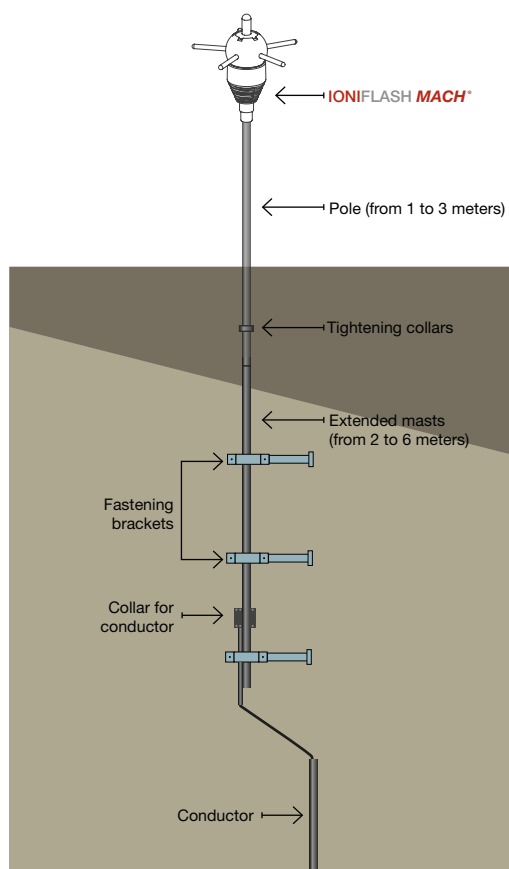 IONIFLASH MACH®
Pole (from 1 to 3 meters)
Tightening collars
Extended masts
(from 2 to 6 meters)
Fastening
brackets
Collar for
conductor
Conductor